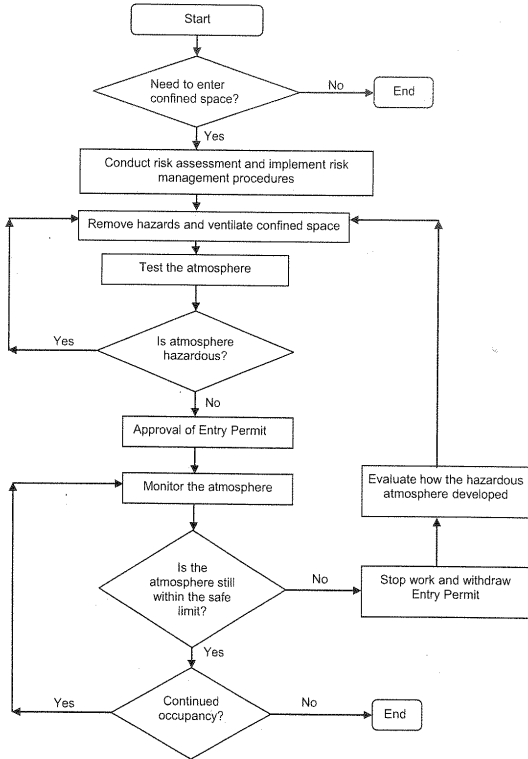 Start
Need to enter
confined space?
No
End
Yes
Conduct risk assessment and implement risk
management procedures
Remove hazards and ventilate confined space
Test the atmosphere
Is atmosphere
hazardous?
Yes
No
Approval of Entry Permit
Monitor the atmosphere
Evaluate how the hazardous
atmosphere developed
Is the
atmosphere still
within the safe
limit?
No
Stop work and withdraw
Entry Permit
Yes
Continued
occupancy?
Yes
No
End